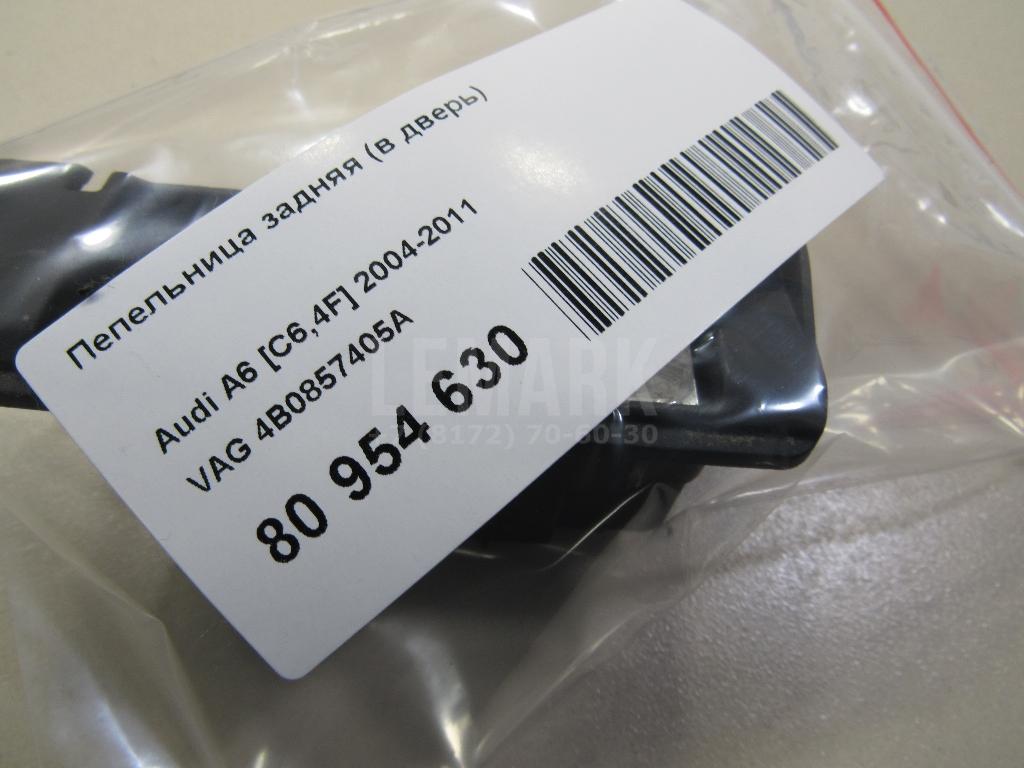 Пепельница задняя (в дверь)
Audi A6 [C6,4F] 2004-2011
VAG 4B0857405A
80 954 630
LEMARK
(8172) 70-60-30